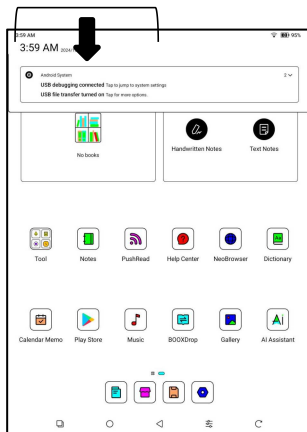 3:59 AM 95%
3:59 AM
Android System 2
USB debugging connected Tap to jump to system settings
USB file transfer turned on Tap for more options.
No books
Handwritten Notes Text Notes
Tool Notes PushRead Help Center NeoBrowser Dictionary
Calendar Memo Play Store Music BOOXDrop Gallery AI Assistant